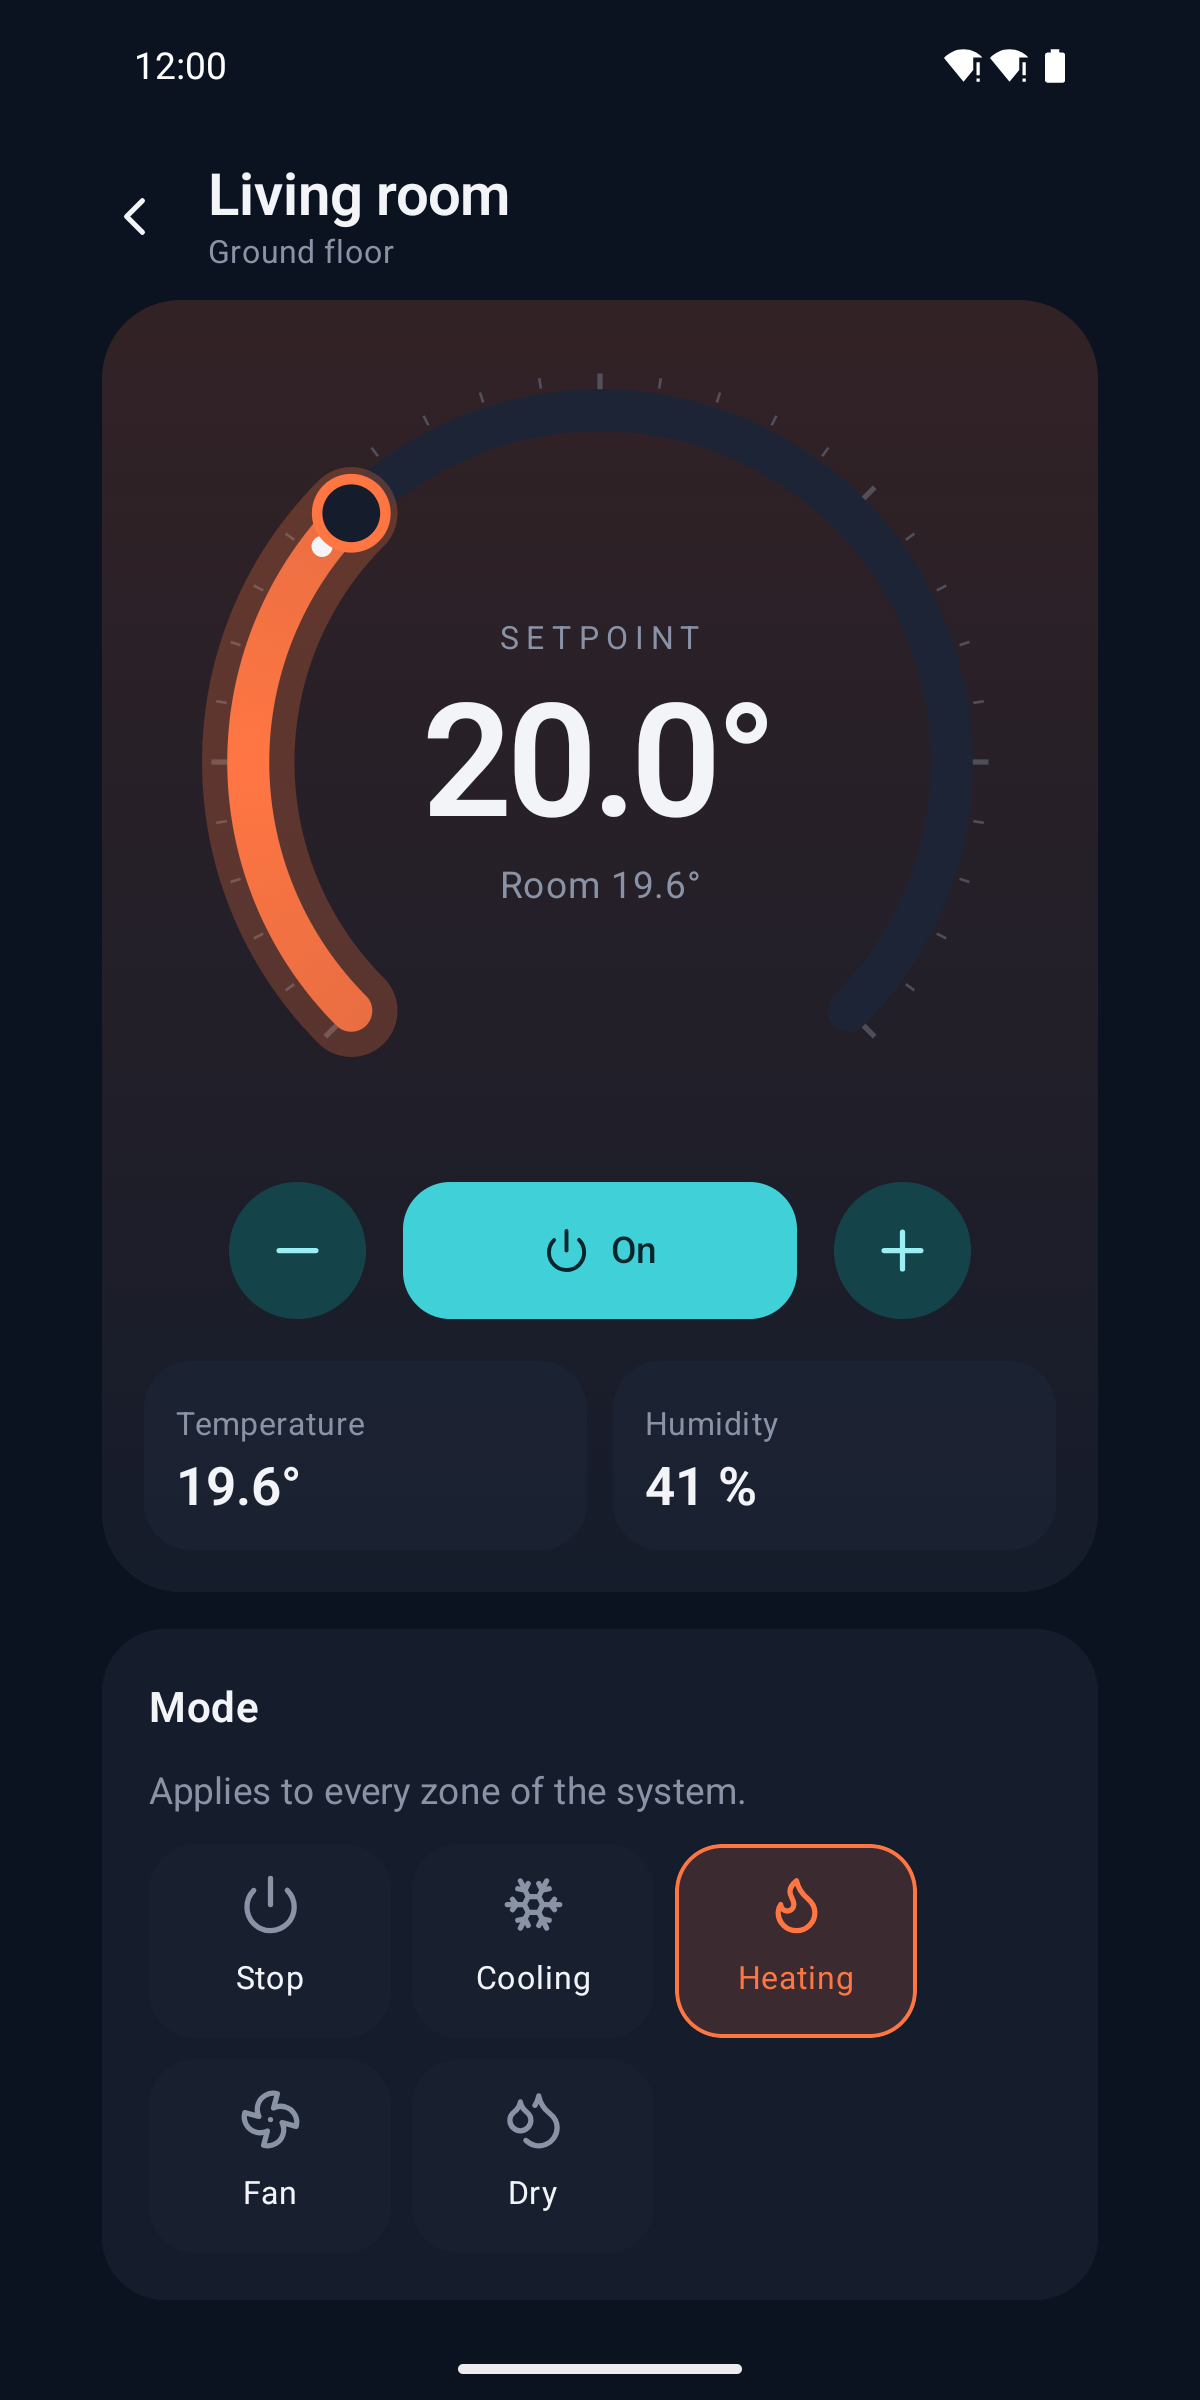 12:00
Living room
Ground floor
SETPOINT
20.0°
Room 19.6°
On
Temperature
19.6°
Humidity
41 %
Mode
Applies to every zone of the system.
Stop
Cooling
Heating
Fan
Dry